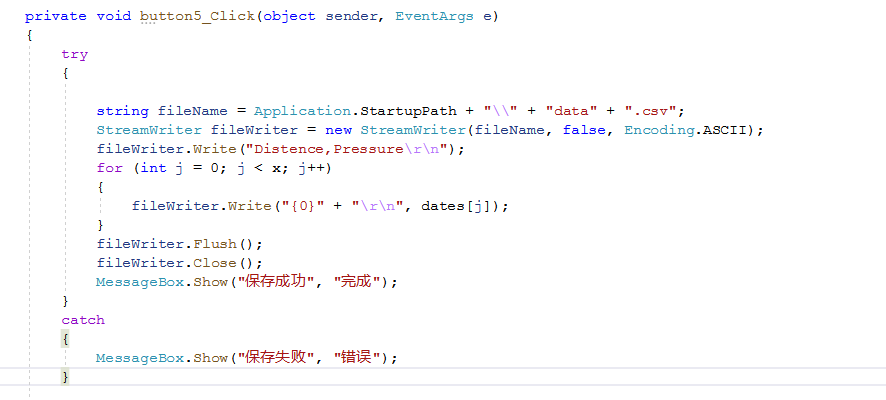 private void button5_Click(object sender, EventArgs e)
{
try
{
string fileName = Application.StartupPath + "\\" + "data" + ".csv";
StreamWriter fileWriter = new StreamWriter(fileName, false, Encoding.ASCII);
fileWriter.Write("Distence,Pressure\r\n");
for (int j = 0; j < x; j++)
{
fileWriter.Write("{0}" + "\r\n", dates[j]);
}
fileWriter.Flush();
fileWriter.Close();
MessageBox.Show("保存成功", "完成");
}
catch
{
MessageBox.Show("保存失败", "错误");
}